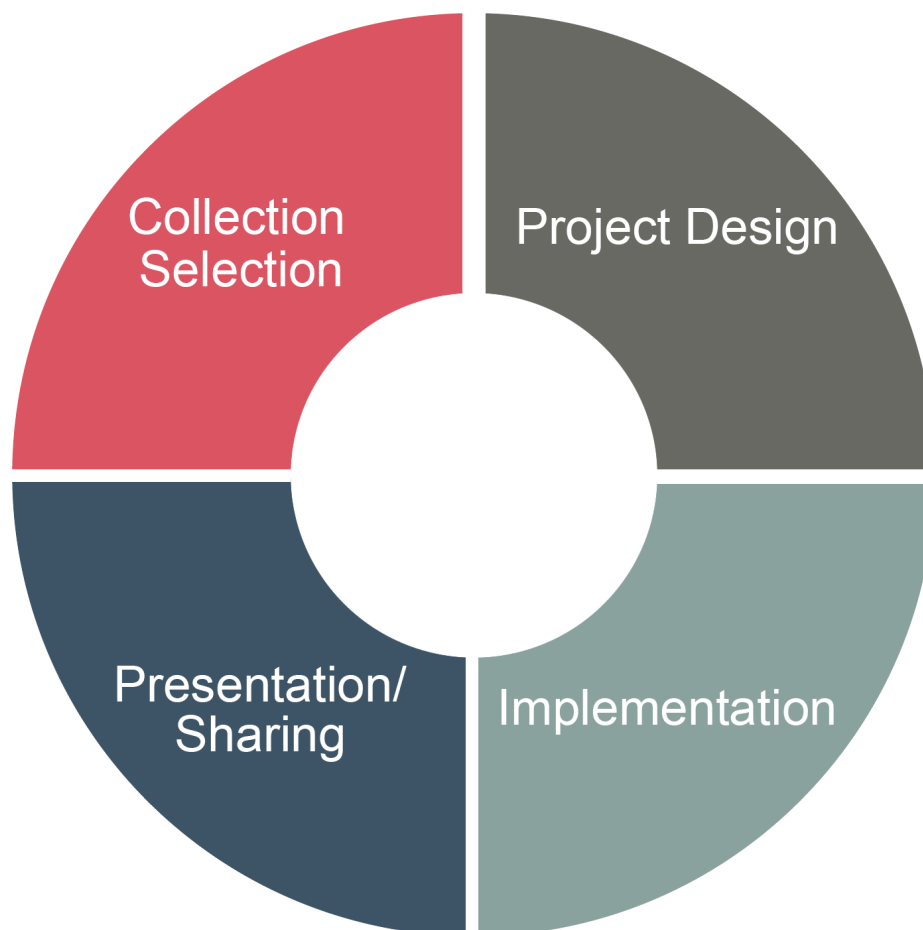 Collection
Selection
Project Design
Presentation/
Sharing
Implementation